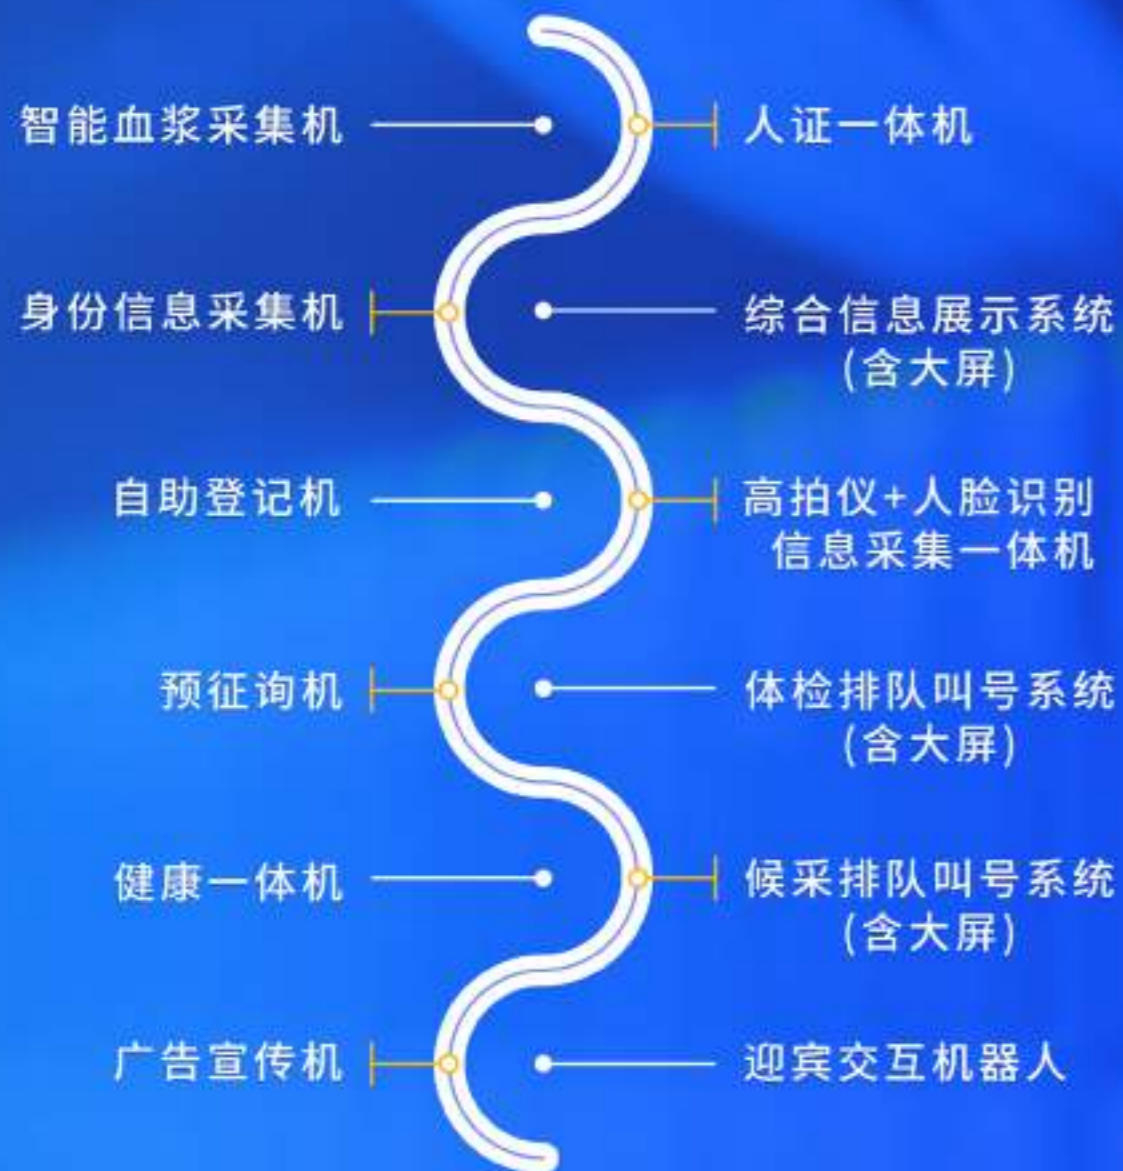 智能血浆采集机
人证一体机
身份信息采集机
综合信息展示系统
(含大屏)
自助登记机
高拍仪+人脸识别
信息采集一体机
预征询机
体检排队叫号系统
(含大屏)
健康一体机
候采排队叫号系统
(含大屏)
广告宣传机
迎宾交互机器人